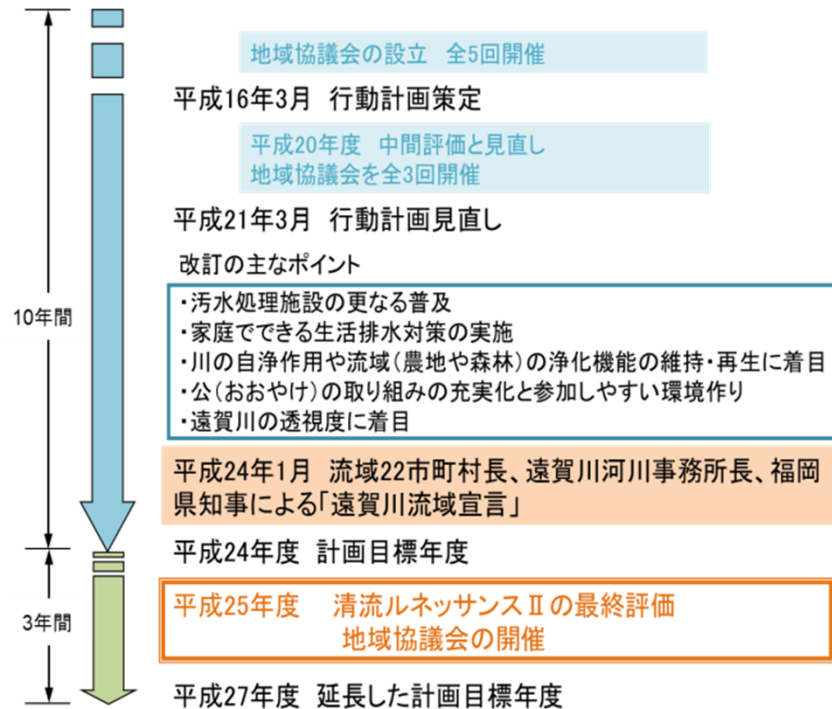 地域協議会の設立 全5回開催
平成16年3月 行動計画策定
平成20年度 中間評価と見直し
地域協議会を全3回開催
平成21年3月 行動計画見直し
改訂の主なポイント
・汚水処理施設の更なる普及
・家庭でできる生活排水対策の実施
・川の自浄作用や流域(農地や森林)の浄化機能の維持・再生に着目
・公(おおやけ)の取り組みの充実化と参加しやすい環境作り
・遠賀川の透視度に着目
10年間
平成24年1月 流域22市町村長、遠賀川河川事務所長、福岡
県知事による「遠賀川流域宣言」
平成24年度 計画目標年度
平成25年度 清流ルネッサンスⅡの最終評価
地域協議会の開催
3年間
平成27年度 延長した計画目標年度